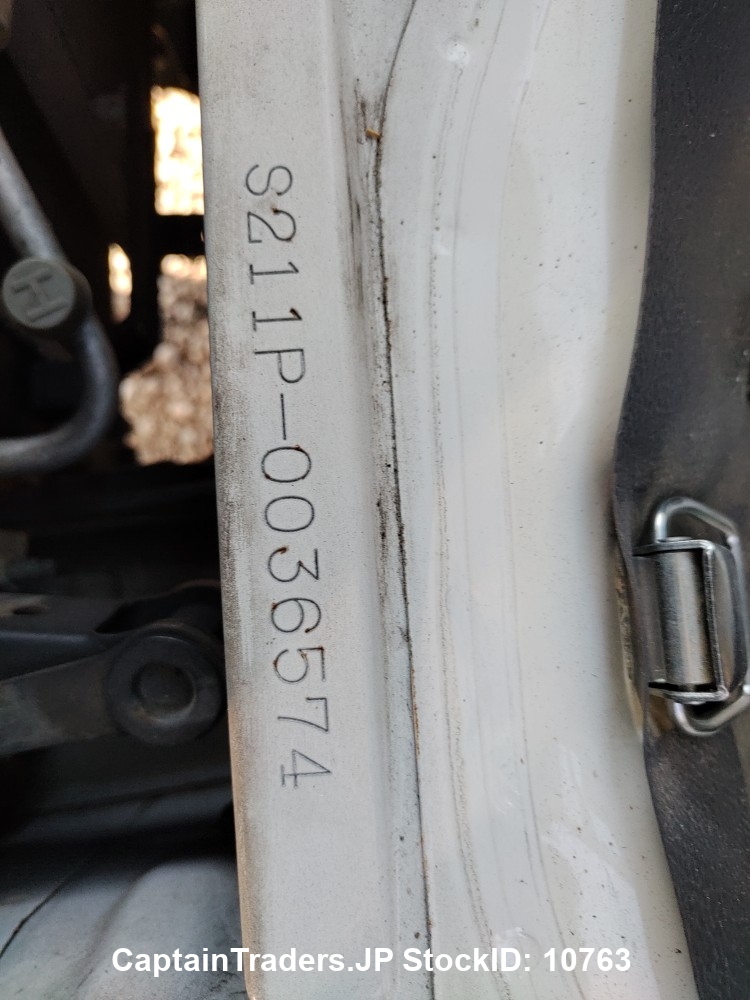 S211P-0036574
H
CaptainTraders.JP StockID: 10763